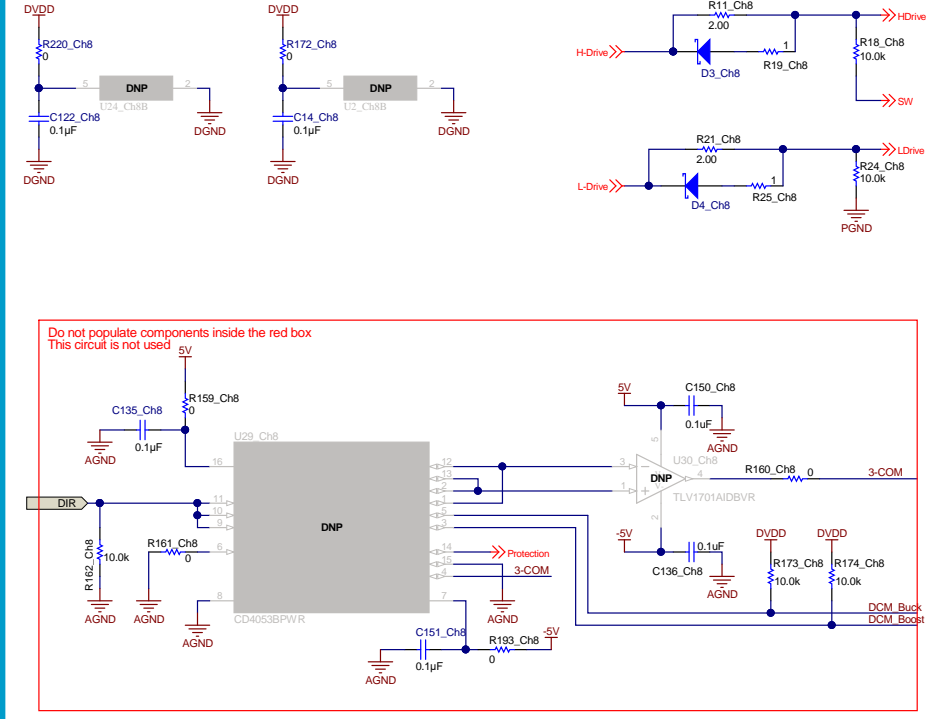 DVDD
DVDD
R11_Ch8
2.00
HDrive
R220_Ch8
0
R172_Ch8
0
H-Drive
D3_Ch8
1
R19_Ch8
R18_Ch8
10.0k
5
DNP
2
U24_Ch8B
5
DNP
2
U2_Ch8B
SW
C122_Ch8
0.1µF
DGND
C14_Ch8
0.1µF
DGND
R21_Ch8
2.00
LDrive
DGND
DGND
L-Drive
D4_Ch8
1
R25_Ch8
R24_Ch8
10.0k
PGND
Do not populate components inside the red box
This circuit is not used
5V
R159_Ch8
0
C135_Ch8
0.1µF
AGND
5V
C150_Ch8
0.1uF
AGND
U29_Ch8
16
11
10
9
6
8
DNP
12
13
2
1
5
3
14
15
4
7
CD4053BPWR
DIR
R162_Ch8
10.0k
R161_Ch8
0
AGND
AGND
AGND
Protection
3-COM
AGND
3
1
5
2
4
DNP
U30_Ch8
TLV1701AIDBVR
R160_Ch8
0
3-COM
-5V
0.1uF
C136_Ch8
AGND
DVDD
DVDD
R173_Ch8
10.0k
R174_Ch8
10.0k
DCM_Buck
DCM_Boost
C151_Ch8
0.1µF
AGND
R193_Ch8
0
-5V